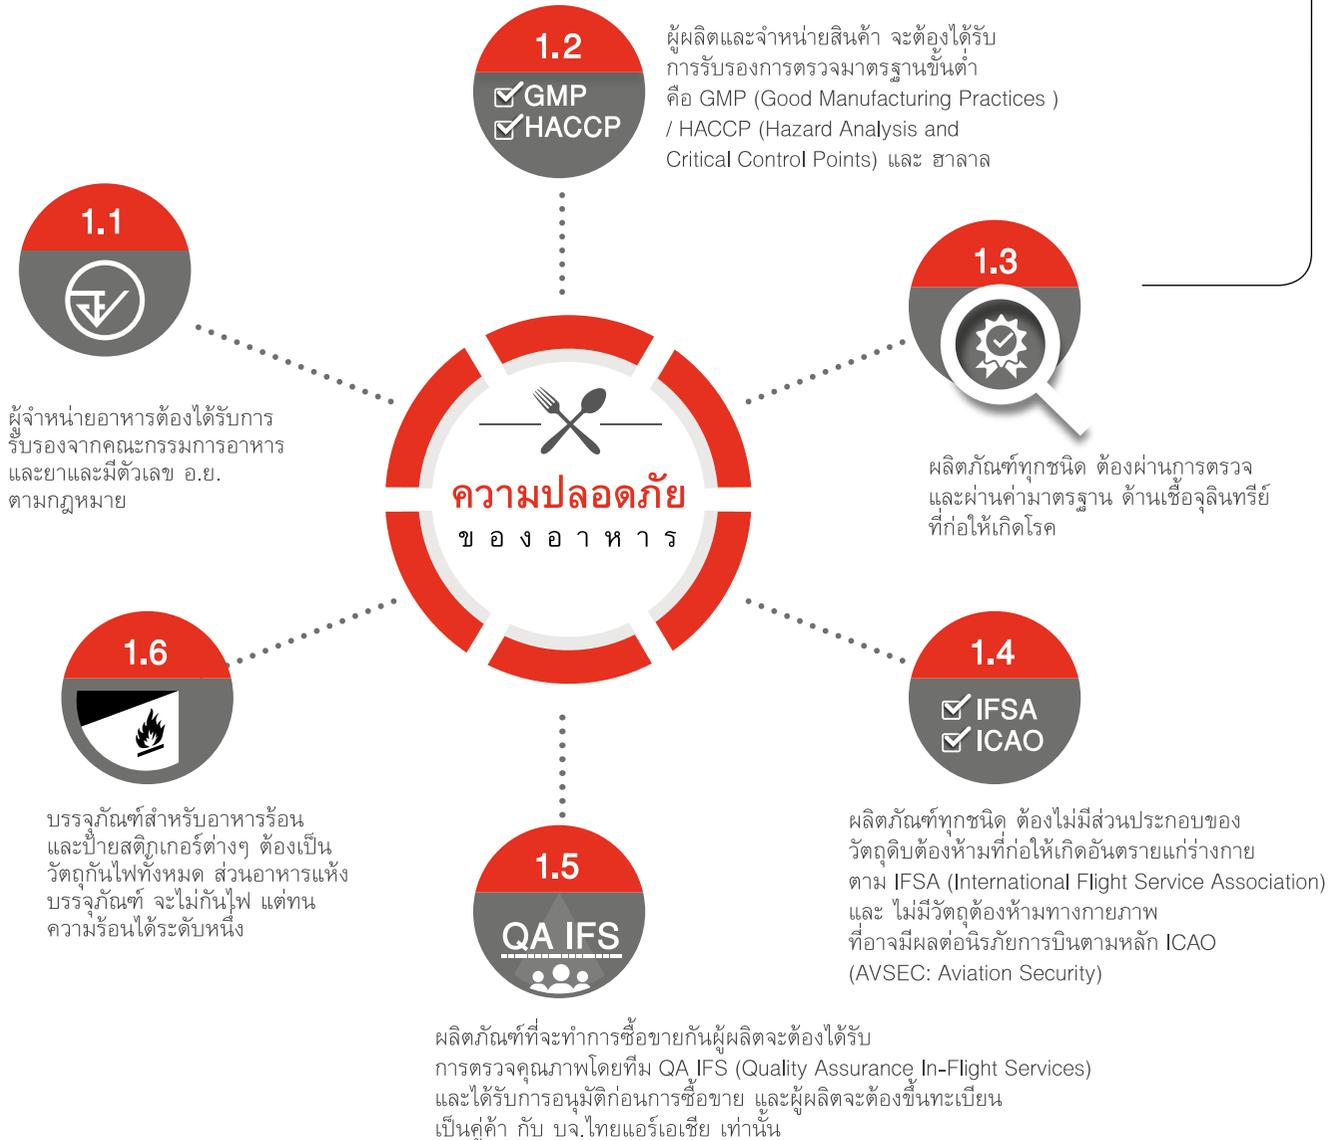 1.1
ผู้จำหน่ายอาหารต้องได้รับการ
รับรองจากคณะกรรมการอาหาร
และยาและมีตัวเลข อ.ย.
ตามกฎหมาย
1.2
GMP
HACCP
ผู้ผลิตและจำหน่ายสินค้า จะต้องได้รับ
การรับรองการตรวจมาตรฐานขั้นต่ำ
คือ GMP (Good Manufacturing Practices )
/ HACCP (Hazard Analysis and
Critical Control Points) และ ฮาลาล
1.3
ผลิตภัณฑ์ทุกชนิด ต้องผ่านการตรวจ
และผ่านค่ามาตรฐาน ด้านเชื้อจุลินทรีย์
ที่ก่อให้เกิดโรค
ความปลอดภัย
ของอาหาร
1.4
IFSA
ICAO
ผลิตภัณฑ์ทุกชนิด ต้องไม่มีส่วนประกอบของ
วัตถุดิบต้องห้ามที่ก่อให้เกิดอันตรายแก่ร่างกาย
ตาม IFSA (International Flight Service Association)
และ ไม่มีวัตถุต้องห้ามทางกายภาพ
ที่อาจมีผลต่อนิรภัยการบินตามหลัก ICAO
(AVSEC: Aviation Security)
1.5
QA IFS
ผลิตภัณฑ์ที่จะทำการซื้อขายกันผู้ผลิตจะต้องได้รับ
การตรวจคุณภาพโดยทีม QA IFS (Quality Assurance In-Flight Services)
และได้รับการอนุมัติก่อนการซื้อขาย และผู้ผลิตจะต้องขึ้นทะเบียน
เป็นคู่ค้า กับ บจ.ไทยแอร์เอเชีย เท่านั้น
1.6
บรรจุภัณฑ์สำหรับอาหารร้อน
และป้ายสติกเกอร์ต่างๆ ต้องเป็น
วัตถุกันไฟทั้งหมด ส่วนอาหารแห้ง
บรรจุภัณฑ์ จะไม่กันไฟ แต่ทน
ความร้อนได้ระดับหนึ่ง